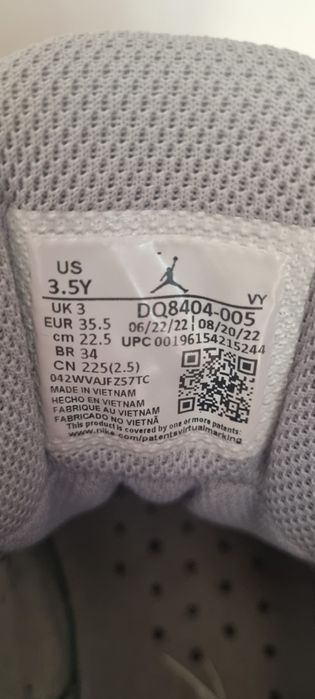 US
3.5Y
VY
UK 3
DQ8404-005
EUR 35.5
06/22/22 08/20/22
cm 22.5
UPC 00196154215244
BR 34
CN 225(2.5)
042WVAJFZ57TC
MADE IN VIETNAM
HECHO EN VIETNAM
FABRIQUE AU VIETNAM
FABRICADO NO VIETNÃ
This product is covered by one or more patents:
www.nike.com/patentsvirtualmarking